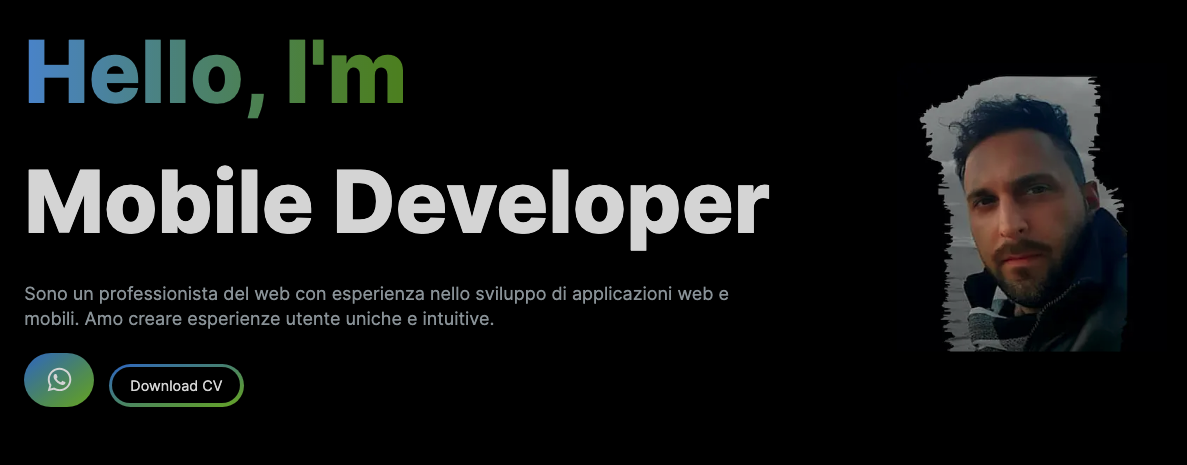 Hello, I'm
Mobile Developer
Sono un professionista del web con esperienza nello sviluppo di applicazioni web e
mobili. Amo creare esperienze utente uniche e intuitive.
Download CV